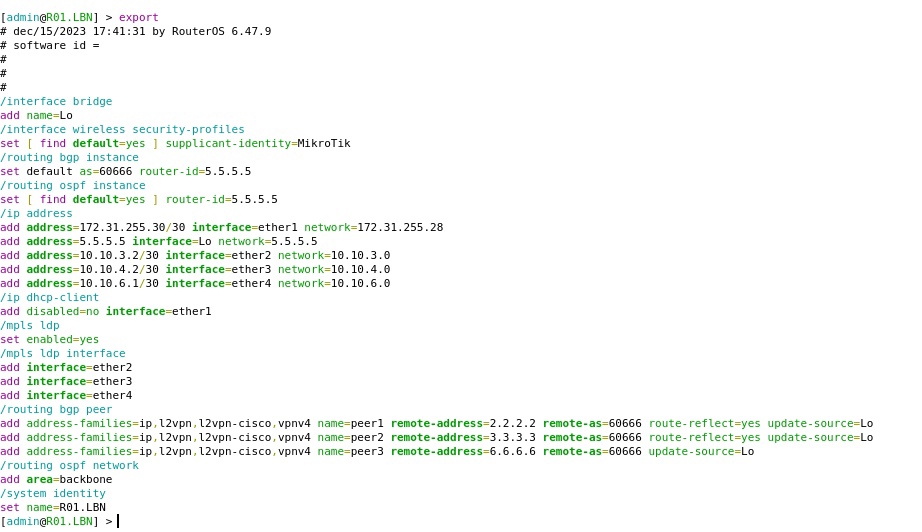 [admin@R01.LBN] > export
# dec/15/2023 17:41:31 by RouterOS 6.47.9
# software id =
#
#
#
/interface bridge
add name=Lo
/interface wireless security-profiles
set [ find default=yes ] supplicant-identity=MikroTik
/routing bgp instance
set default as=60666 router-id=5.5.5.5
/routing ospf instance
set [ find default=yes ] router-id=5.5.5.5
/ip address
add address=172.31.255.30/30 interface=ether1 network=172.31.255.28
add address=5.5.5.5 interface=Lo network=5.5.5.5
add address=10.10.3.2/30 interface=ether2 network=10.10.3.0
add address=10.10.4.2/30 interface=ether3 network=10.10.4.0
add address=10.10.6.1/30 interface=ether4 network=10.10.6.0
/ip dhcp-client
add disabled=no interface=ether1
/mpls ldp
set enabled=yes
/mpls ldp interface
add interface=ether2
add interface=ether3
add interface=ether4
/routing bgp peer
add address-families=ip,l2vpn,l2vpn-cisco,vpnv4 name=peer1 remote-address=2.2.2.2 remote-as=60666 route-reflect=yes update-source=Lo
add address-families=ip,l2vpn,l2vpn-cisco,vpnv4 name=peer2 remote-address=3.3.3.3 remote-as=60666 route-reflect=yes update-source=Lo
add address-families=ip,l2vpn,l2vpn-cisco,vpnv4 name=peer3 remote-address=6.6.6.6 remote-as=60666 update-source=Lo
/routing ospf network
add area=backbone
/system identity
set name=R01.LBN
[admin@R01.LBN] >